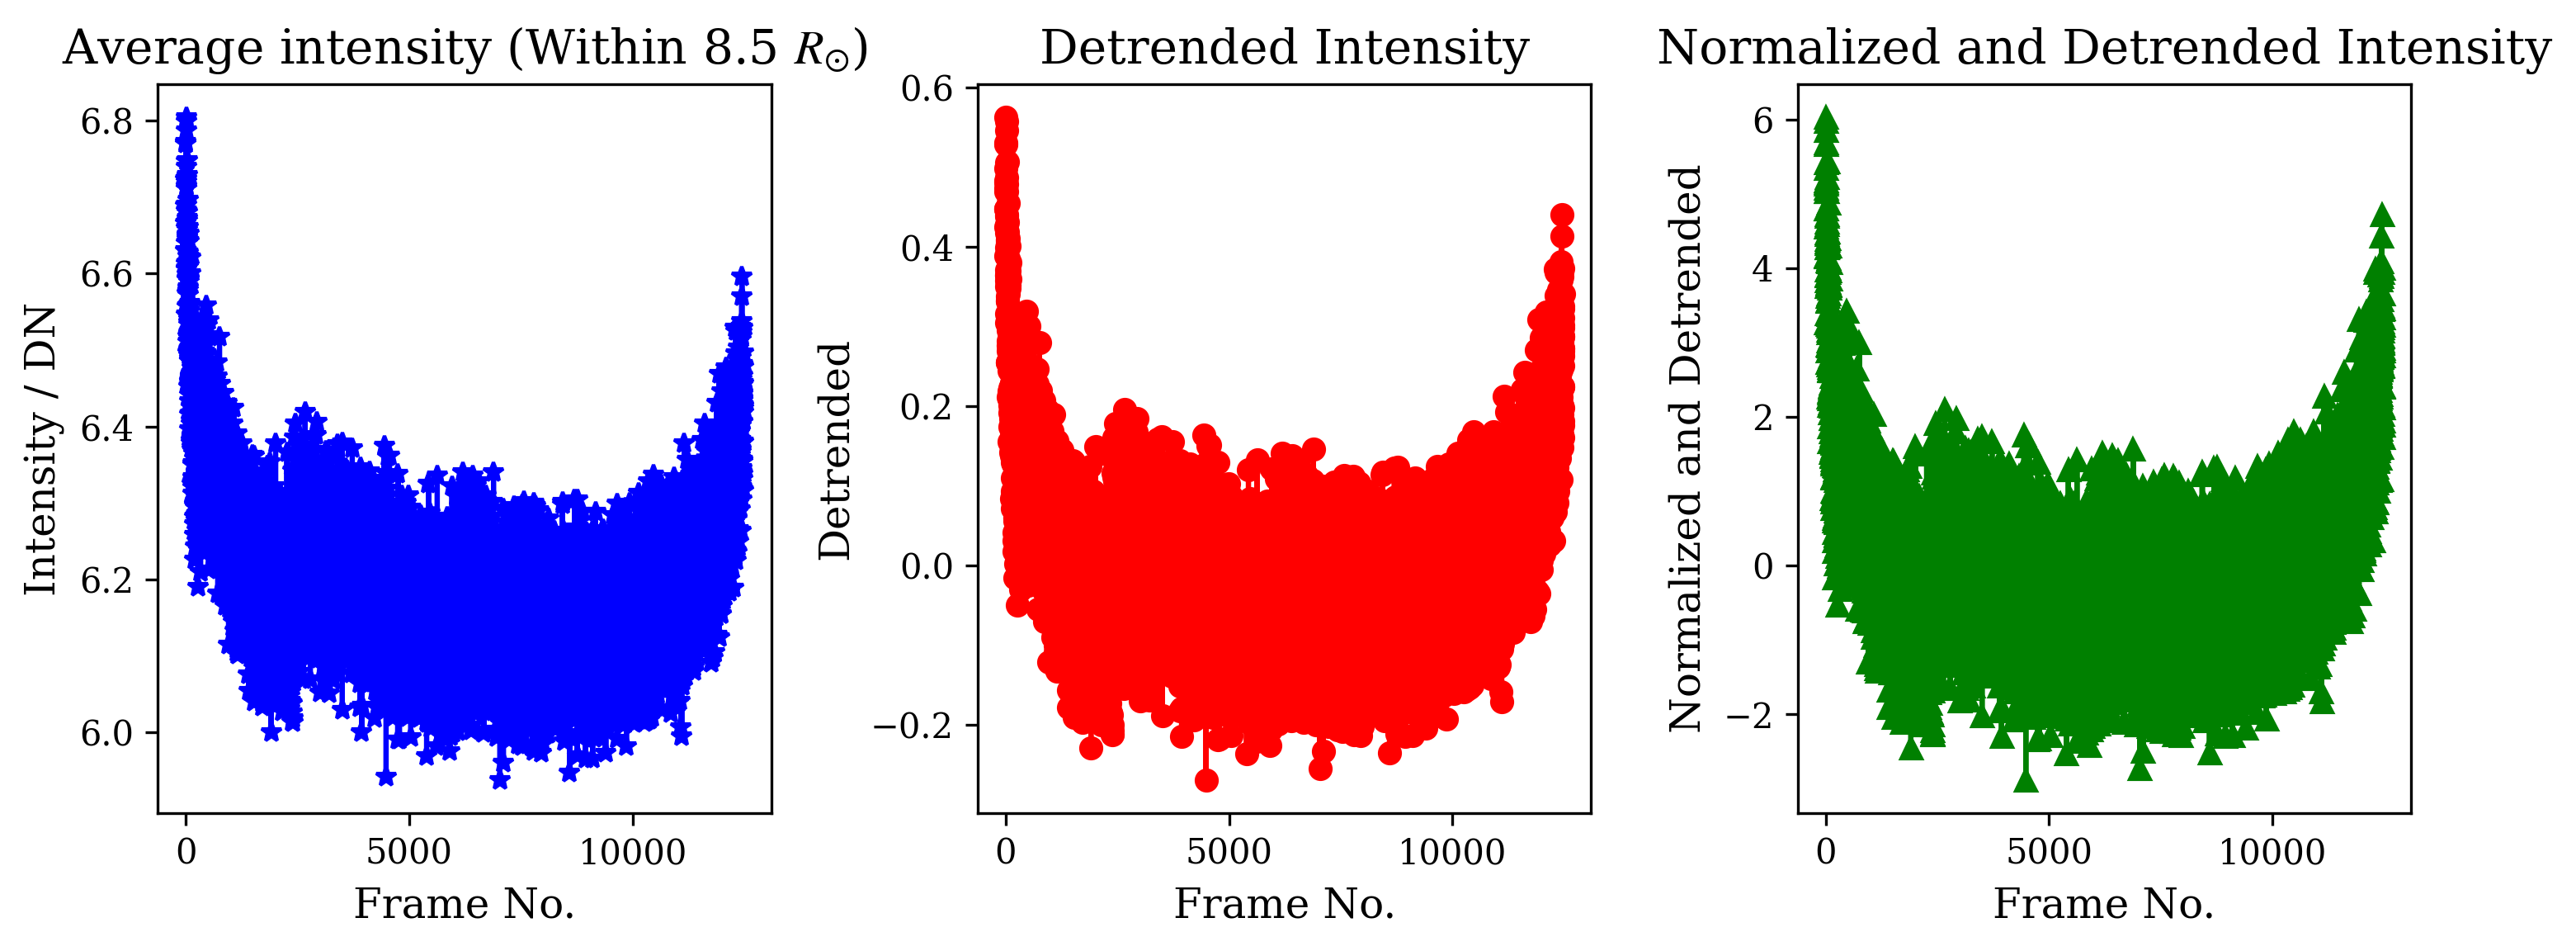 Average intensity (Within 8.5 R☉)
Intensity / DN
6.8
6.6
6.4
6.2
6.0
0 5000 10000
Frame No.
Detrended Intensity
Detrended
0.6
0.4
0.2
0.0
−0.2
0 5000 10000
Frame No.
Normalized and Detrended Intensity
Normalized and Detrended
6
4
2
0
−2
0 5000 10000
Frame No.